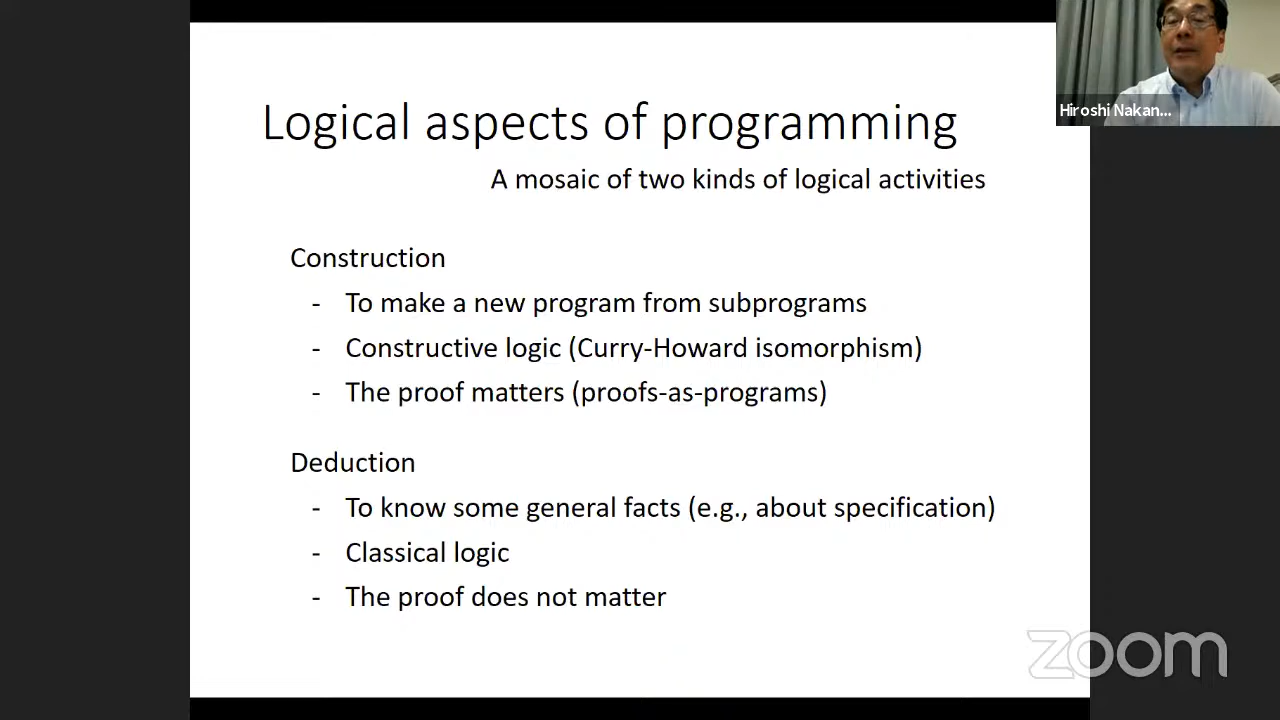 Logical aspects of programming
A mosaic of two kinds of logical activities
Construction
- To make a new program from subprograms
- Constructive logic (Curry-Howard isomorphism)
- The proof matters (proofs-as-programs)
Deduction
- To know some general facts (e.g., about specification)
- Classical logic
- The proof does not matter
Hiroshi Nakan...
zoom